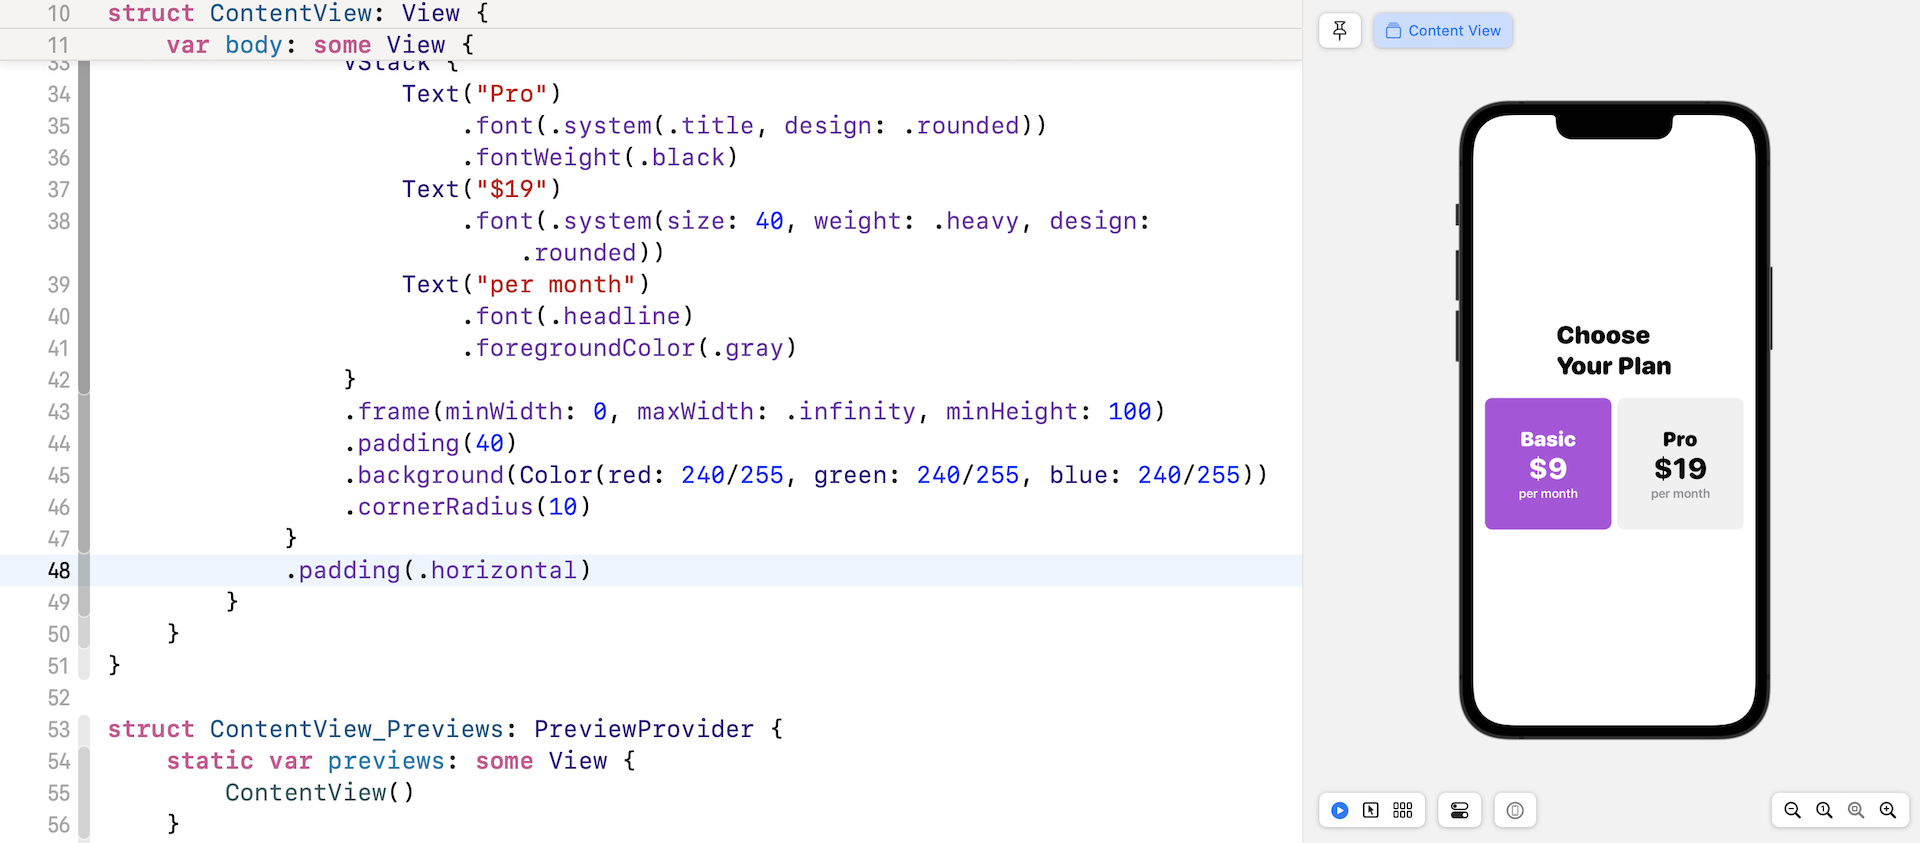 10 struct ContentView: View {
11 var body: some View {
33 VStack {
34 Text("Pro")
35 .font(.system(.title, design: .rounded))
36 .fontWeight(.black)
37 Text("$19")
38 .font(.system(size: 40, weight: .heavy, design:
.rounded))
39 Text("per month")
40 .font(.headline)
41 .foregroundColor(.gray)
42 }
43 .frame(minWidth: 0, maxWidth: .infinity, minHeight: 100)
44 .padding(40)
45 .background(Color(red: 240/255, green: 240/255, blue: 240/255))
46 .cornerRadius(10)
47 }
48 .padding(.horizontal)
49 }
50 }
51 }
52
53 struct ContentView_Previews: PreviewProvider {
54 static var previews: some View {
55 ContentView()
56 }
Content View
Choose
Your Plan
Basic
$9
per month
Pro
$19
per month